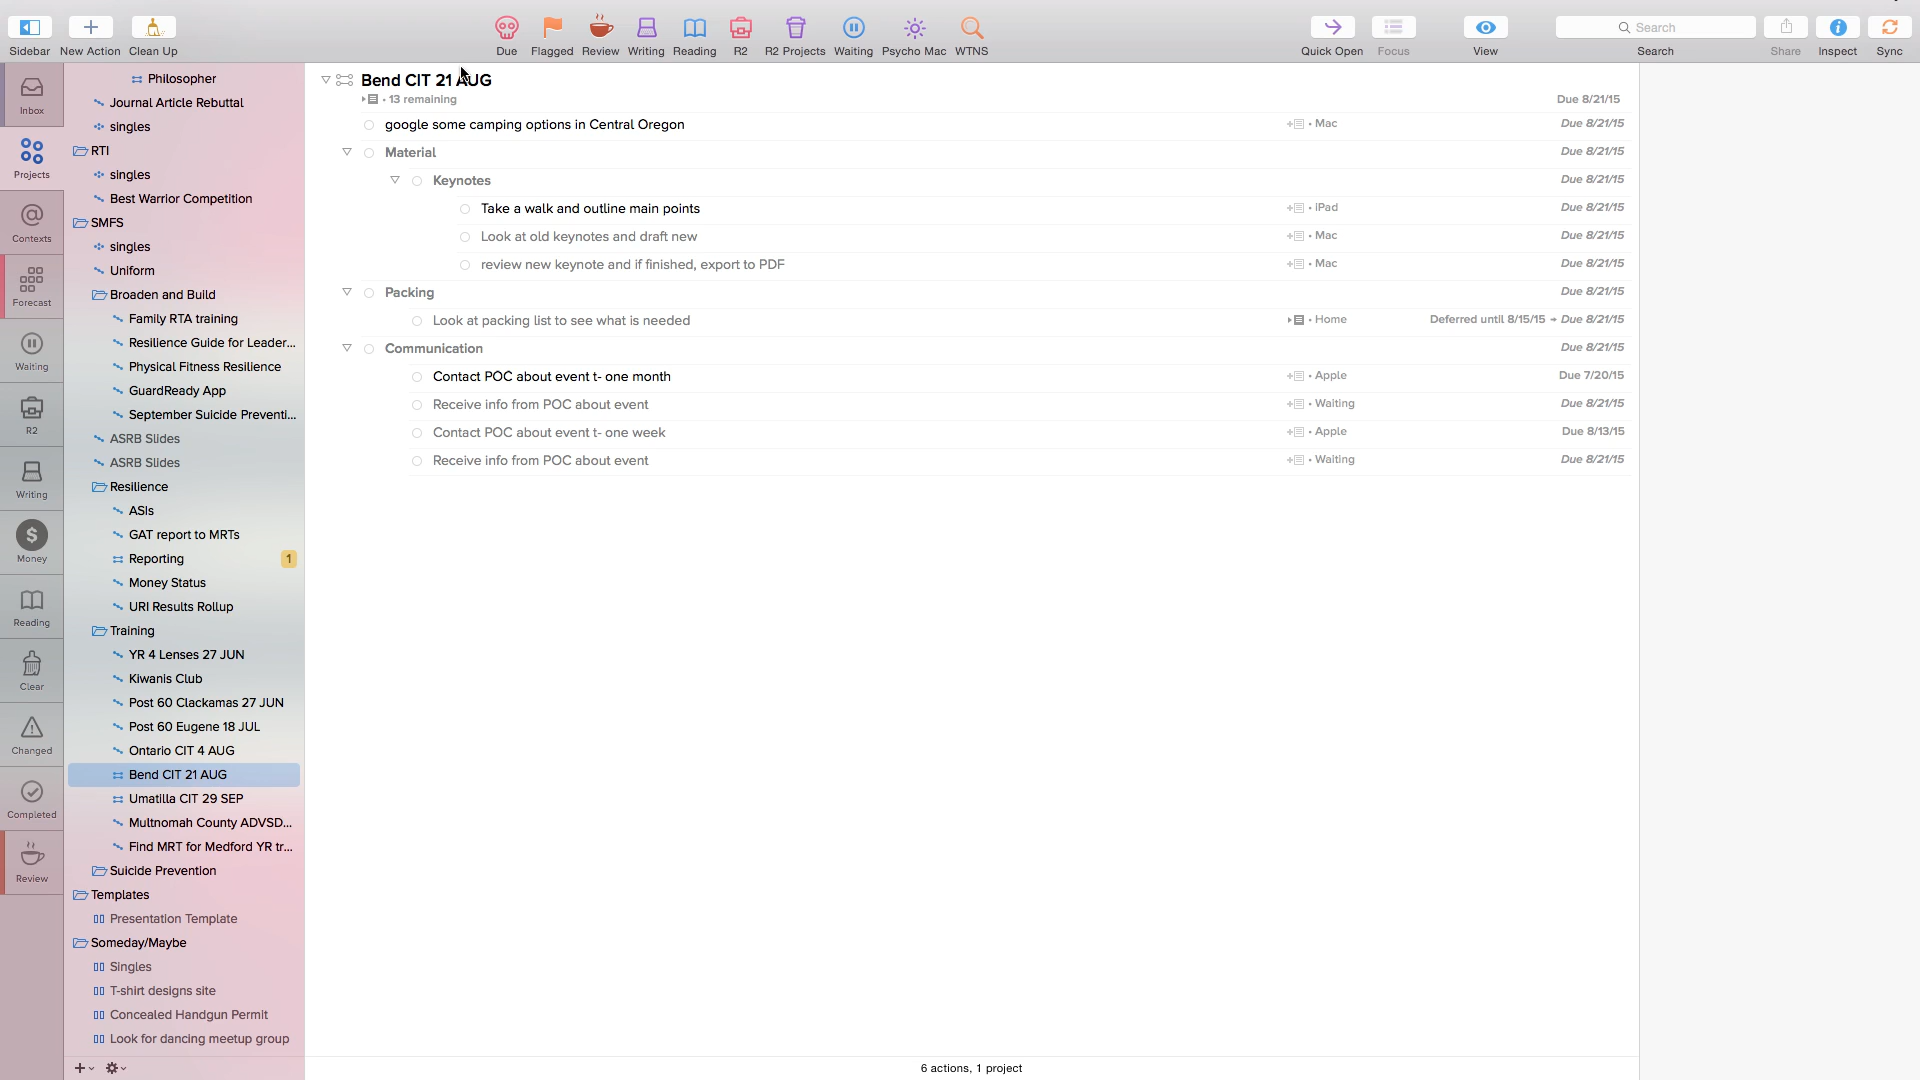 Sidebar New Action Clean Up Due Flagged Review Writing Reading R2 R2 Projects Waiting Psycho Mac WTNS Quick Open Focus View Search Search Share Inspect Sync
Inbox
Projects
Contexts
Forecast
Waiting
R2
Writing
Money
Reading
Clear
Changed
Completed
Review
Philosopher
Journal Article Rebuttal
singles
RTI
singles
Best Warrior Competition
SMFS
singles
Uniform
Broaden and Build
Family RTA training
Resilience Guide for Leader...
Physical Fitness Resilience
GuardReady App
September Suicide Preventi...
ASRB Slides
ASRB Slides
Resilience
ASIs
GAT report to MRTs
Reporting 1
Money Status
URI Results Rollup
Training
YR 4 Lenses 27 JUN
Kiwanis Club
Post 60 Clackamas 27 JUN
Post 60 Eugene 18 JUL
Ontario CIT 4 AUG
Bend CIT 21 AUG
Umatilla CIT 29 SEP
Multnomah County ADVSD...
Find MRT for Medford YR tr...
Suicide Prevention
Templates
Presentation Template
Someday/Maybe
Singles
T-shirt designs site
Concealed Handgun Permit
Look for dancing meetup group
Bend CIT 21 AUG
• 13 remaining Due 8/21/15
google some camping options in Central Oregon • Mac Due 8/21/15
Material Due 8/21/15
Keynotes Due 8/21/15
Take a walk and outline main points • iPad Due 8/21/15
Look at old keynotes and draft new • Mac Due 8/21/15
review new keynote and if finished, export to PDF • Mac Due 8/21/15
Packing Due 8/21/15
Look at packing list to see what is needed • Home Deferred until 8/15/15 → Due 8/21/15
Communication Due 8/21/15
Contact POC about event t- one month • Apple Due 7/20/15
Receive info from POC about event • Waiting Due 8/21/15
Contact POC about event t- one week • Apple Due 8/13/15
Receive info from POC about event • Waiting Due 8/21/15
6 actions, 1 project